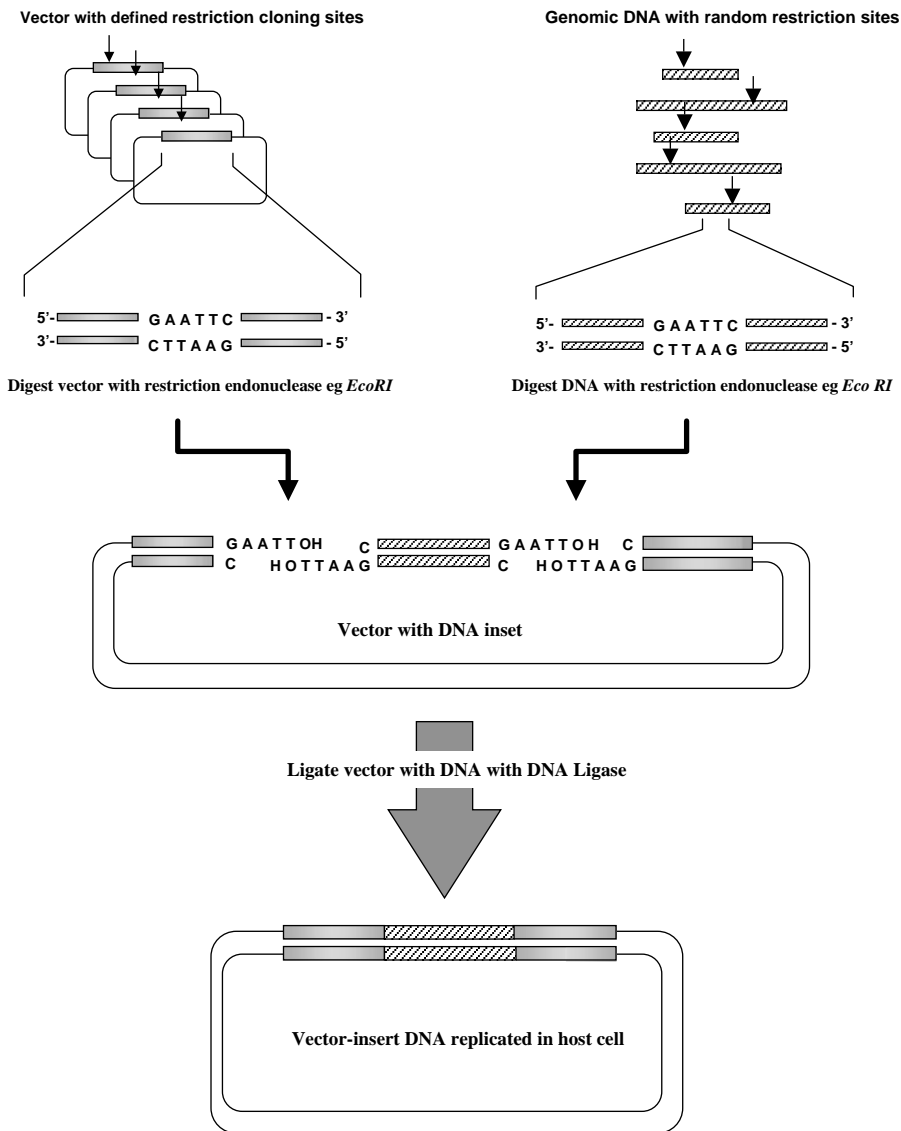 Vector with defined restriction cloning sites
Genomic DNA with random restriction sites
5’- GAATTC - 3’
3’- CTTAAG - 5’
5’- GAATTC - 3’
3’- CTTAAG - 5’
Digest vector with restriction endonuclease eg EcoRI
Digest DNA with restriction endonuclease eg Eco RI
GAATTOH C GAATTOH C
C HOTTAAG C HOTTAAG
Vector with DNA inset
Ligate vector with DNA with DNA Ligase
Vector-insert DNA replicated in host cell